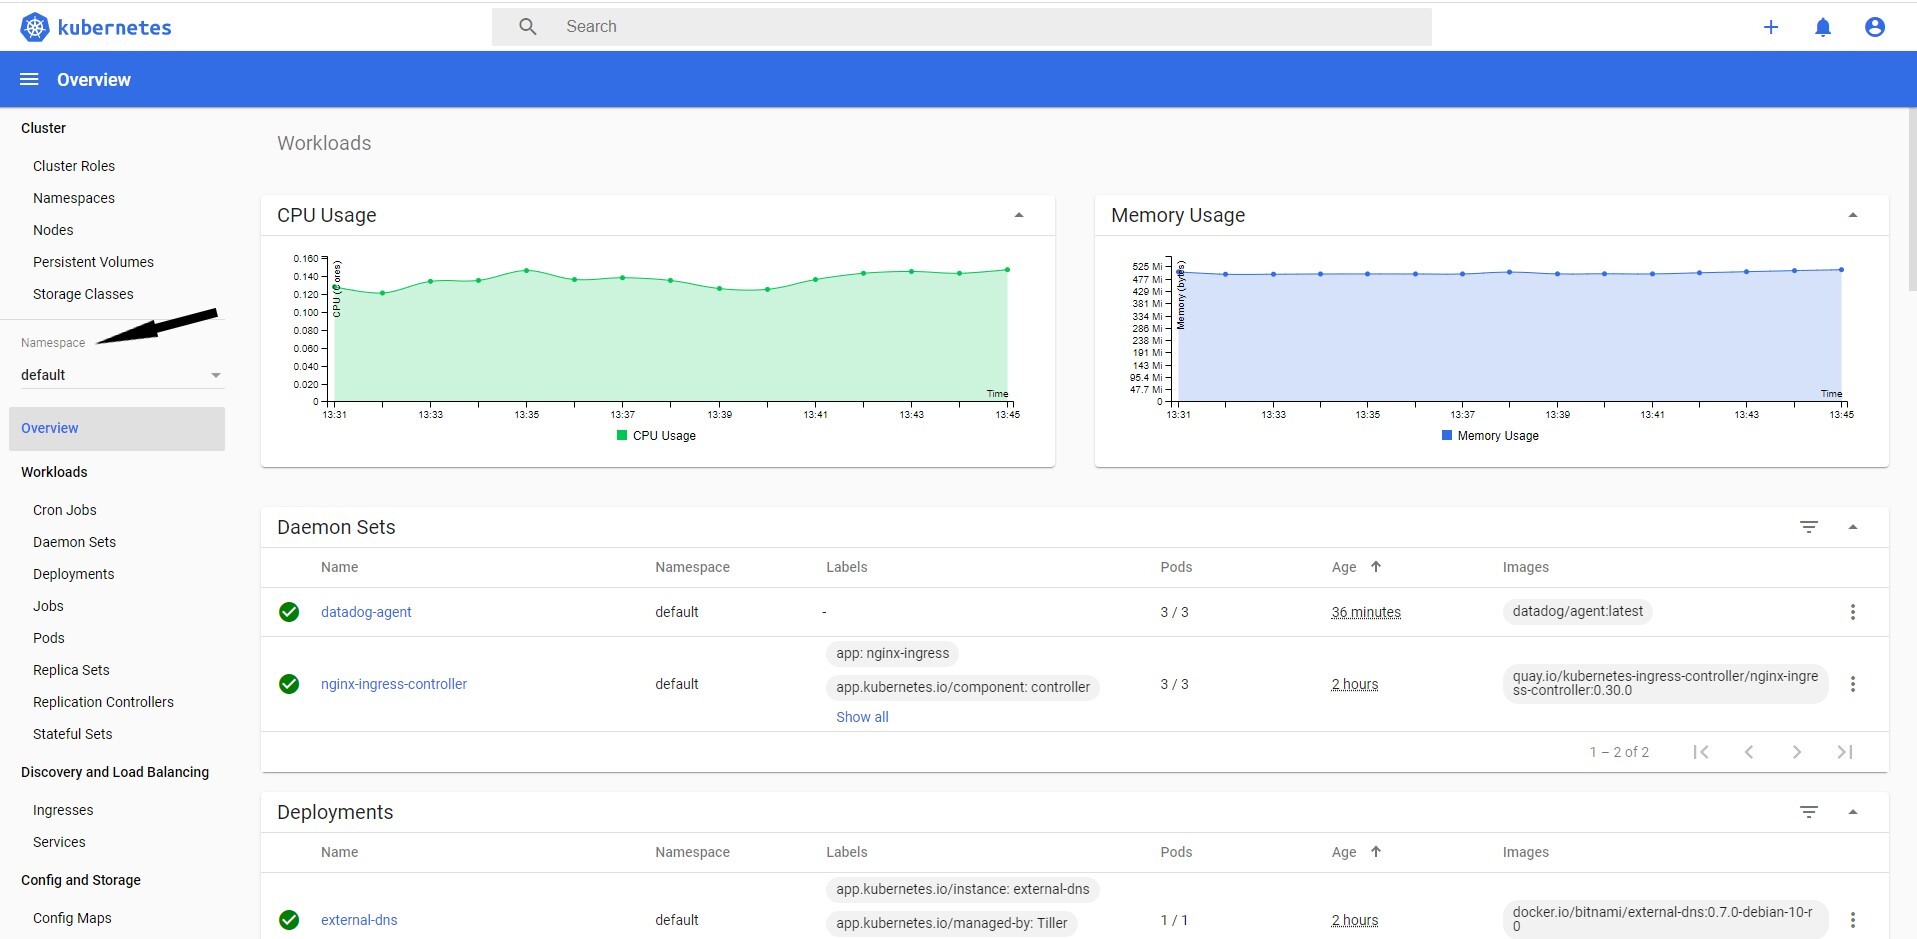 kubernetes
Search
Overview
Cluster
Cluster Roles
Namespaces
Nodes
Persistent Volumes
Storage Classes
Namespace
default
Overview
Workloads
Cron Jobs
Daemon Sets
Deployments
Jobs
Pods
Replica Sets
Replication Controllers
Stateful Sets
Discovery and Load Balancing
Ingresses
Services
Config and Storage
Config Maps
Workloads
CPU Usage
0.160
0.140
0.120
0.100
0.080
0.060
0.040
0.020
0
CPU (cores)
Time
13:31 13:33 13:35 13:37 13:39 13:41 13:43 13:45
CPU Usage
Memory Usage
525 Mi
477 Mi
429 Mi
381 Mi
334 Mi
286 Mi
238 Mi
191 Mi
143 Mi
95.4 Mi
47.7 Mi
0
Memory (bytes)
Time
13:31 13:33 13:35 13:37 13:39 13:41 13:43 13:45
Memory Usage
Daemon Sets
Name Namespace Labels Pods Age Images
datadog-agent default - 3 / 3 36 minutes datadog/agent:latest
nginx-ingress-controller default
app: nginx-ingress
app.kubernetes.io/component: controller
Show all
3 / 3 2 hours
quay.io/kubernetes-ingress-controller/nginx-ingre
ss-controller:0.30.0
1 – 2 of 2
Deployments
Name Namespace Labels Pods Age Images
external-dns default
app.kubernetes.io/instance: external-dns
app.kubernetes.io/managed-by: Tiller
1 / 1 2 hours
docker.io/bitnami/external-dns:0.7.0-debian-10-r
0